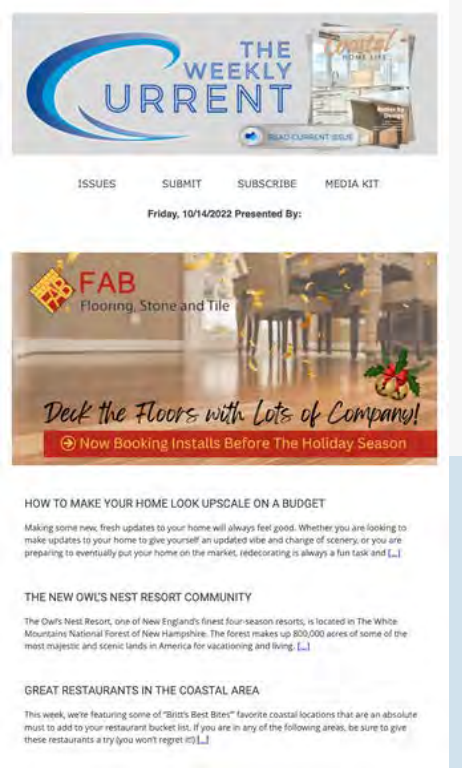 THE
WEEKLY
CURRENT
Coastal
HOME LIFE
READ CURRENT ISSUE
ISSUES SUBMIT SUBSCRIBE MEDIA KIT
Friday, 10/14/2022 Presented By:
FAB
FAB
Flooring, Stone and Tile
Deck the Floors with Lots of Company!
Now Booking Installs Before The Holiday Season
HOW TO MAKE YOUR HOME LOOK UPSCALE ON A BUDGET
Making some new, fresh updates to your home will always feel good. Whether you are looking to
make updates to your home to give yourself an updated vibe and change of scenery, or you are
preparing to eventually put your home on the market, redecorating is always a fun task and [...]
THE NEW OWL'S NEST RESORT COMMUNITY
The Owl's Nest Resort, one of New England's finest four-season resorts, is located in The White
Mountains National Forest of New Hampshire. The forest makes up 800,000 acres of some of the
most majestic and scenic lands in America for vacationing and living. [...]
GREAT RESTAURANTS IN THE COASTAL AREA
This week, we're featuring some of "Britt's Best Bites'" favorite coastal locations that are an absolute
must to add to your restaurant bucket list. If you are in any of the following areas, be sure to give
these restaurants a try (you won't regret it!) [...]